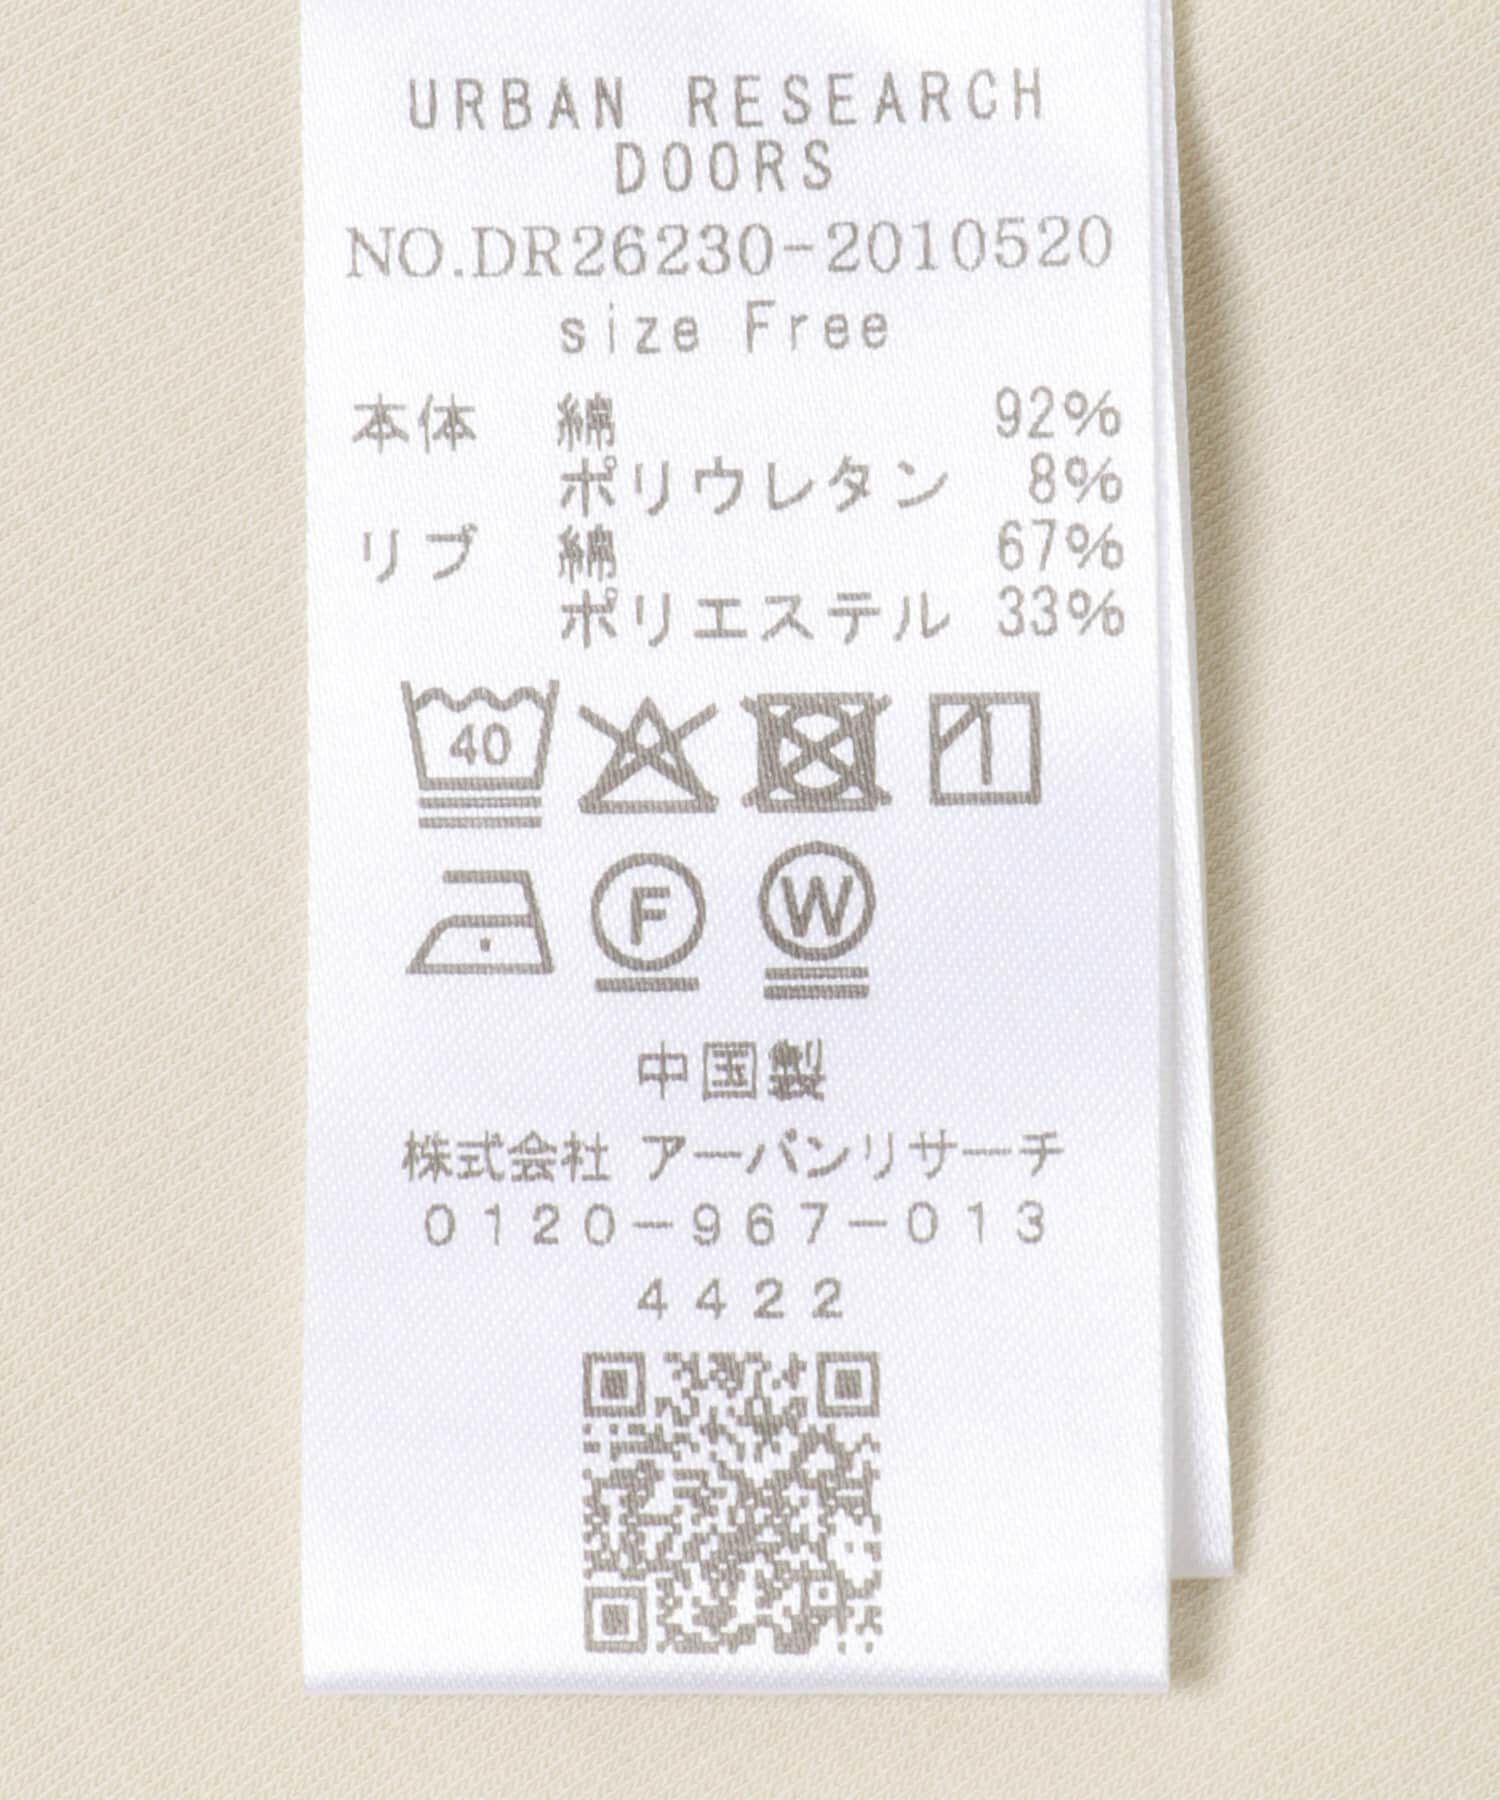 URBAN RESEARCH
DOORS
NO.DR26230-2010520
size Free
本体 綿 92%
ポリウレタン 8%
リブ 綿 67%
ポリエステル 33%
40
F W
中国製
株式会社 アーバンリサーチ
0120-967-013
4422